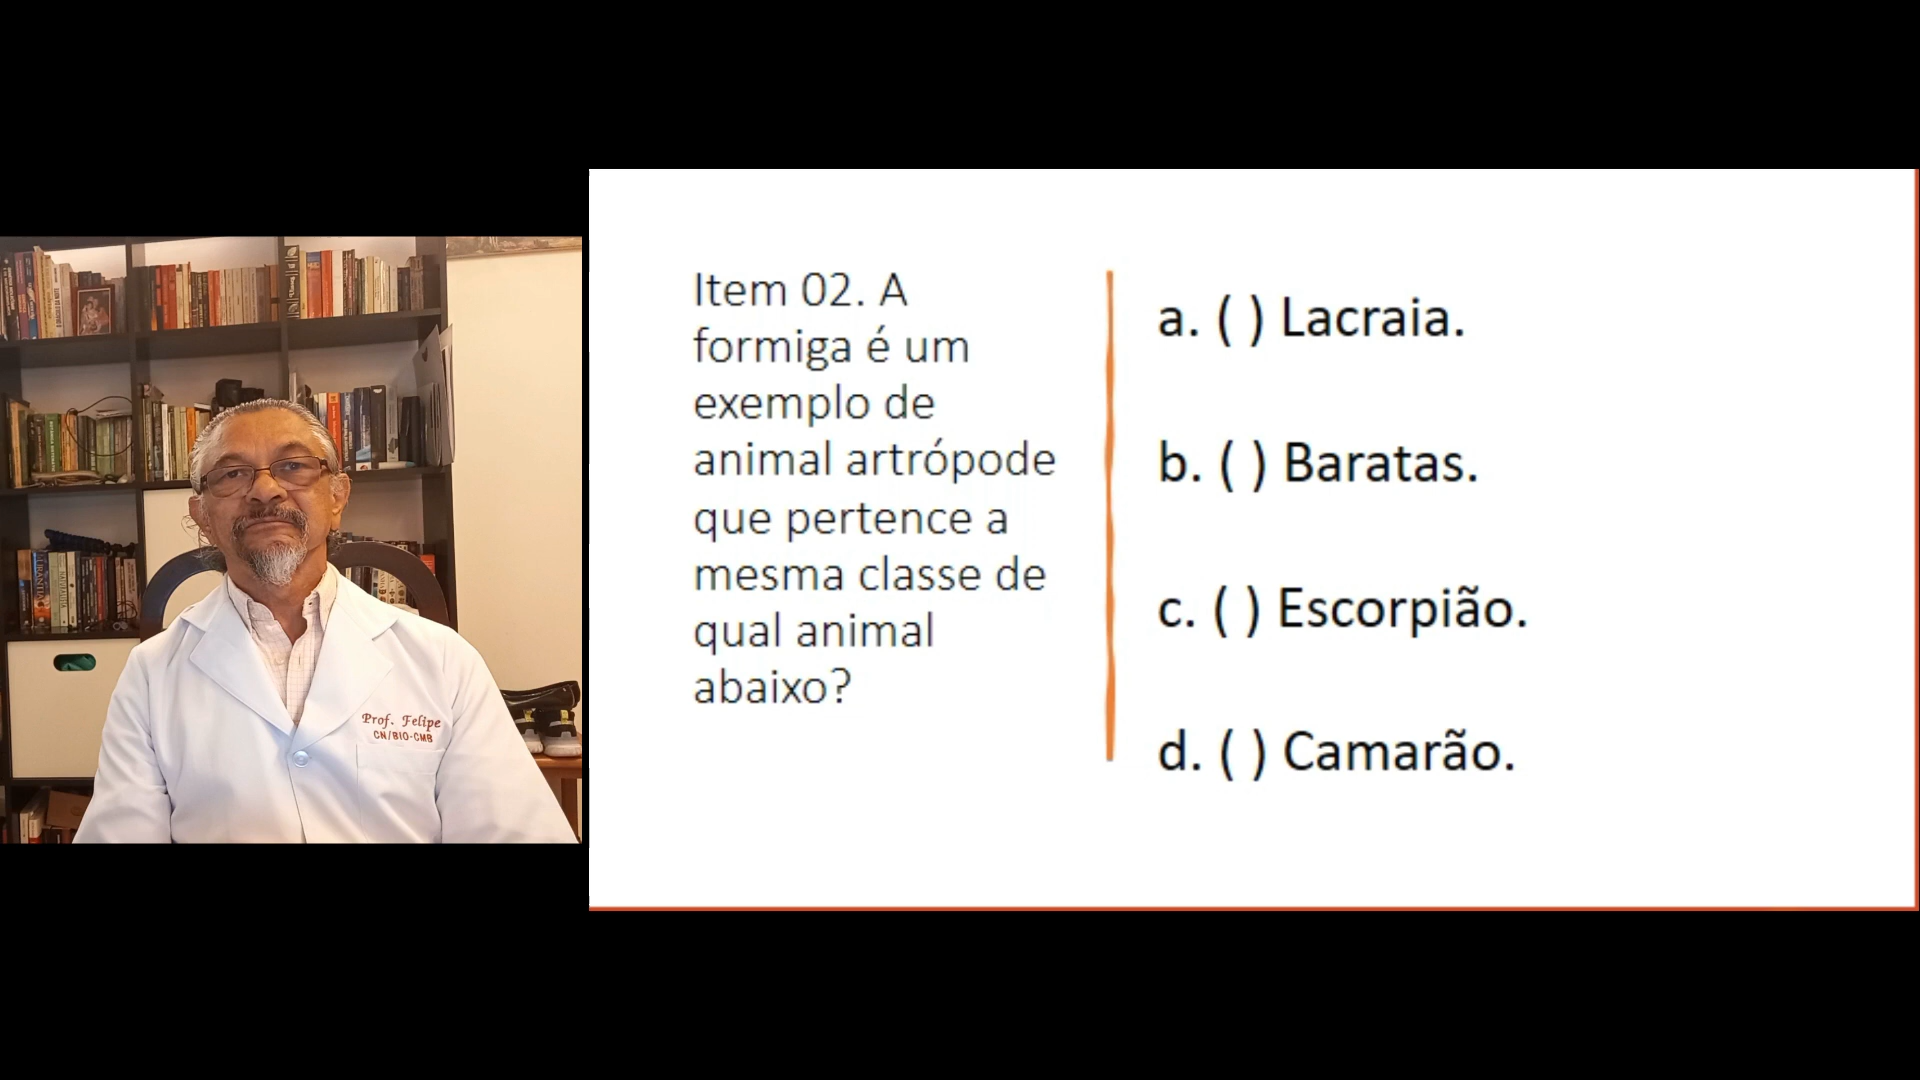 Item 02. A
formiga é um
exemplo de
animal artrópode
que pertence a
mesma classe de
qual animal
abaixo?
a. ( ) Lacraia.
b. ( ) Baratas.
c. ( ) Escorpião.
d. ( ) Camarão.
Prof. Felipe
CN/BIO-CMB